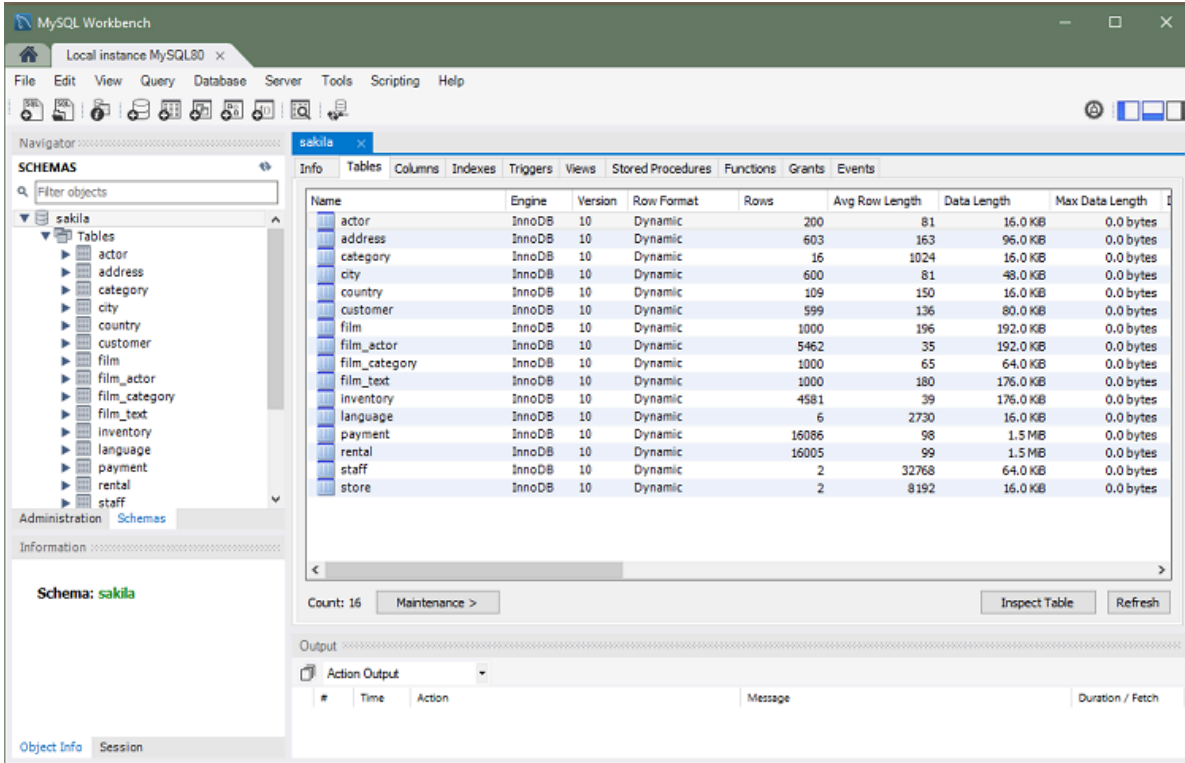 MySQL Workbench
Local instance MySQL80
File Edit View Query Database Server Tools Scripting Help
Navigator
SCHEMAS
Filter objects
sakila
Tables
actor
address
category
city
country
customer
film
film_actor
film_category
film_text
inventory
language
payment
rental
staff
Administration Schemas
Information
Schema: sakila
Object Info Session
sakila
Info Tables Columns Indexes Triggers Views Stored Procedures Functions Grants Events
Name Engine Version Row Format Rows Avg Row Length Data Length Max Data Length
actor InnoDB 10 Dynamic 200 81 16.0 KiB 0.0 bytes
address InnoDB 10 Dynamic 603 163 96.0 KiB 0.0 bytes
category InnoDB 10 Dynamic 16 1024 16.0 KiB 0.0 bytes
city InnoDB 10 Dynamic 600 81 48.0 KiB 0.0 bytes
country InnoDB 10 Dynamic 109 150 16.0 KiB 0.0 bytes
customer InnoDB 10 Dynamic 599 136 80.0 KiB 0.0 bytes
film InnoDB 10 Dynamic 1000 196 192.0 KiB 0.0 bytes
film_actor InnoDB 10 Dynamic 5462 35 192.0 KiB 0.0 bytes
film_category InnoDB 10 Dynamic 1000 65 64.0 KiB 0.0 bytes
film_text InnoDB 10 Dynamic 1000 180 176.0 KiB 0.0 bytes
inventory InnoDB 10 Dynamic 4581 39 176.0 KiB 0.0 bytes
language InnoDB 10 Dynamic 6 2730 16.0 KiB 0.0 bytes
payment InnoDB 10 Dynamic 16086 98 1.5 MiB 0.0 bytes
rental InnoDB 10 Dynamic 16005 99 1.5 MiB 0.0 bytes
staff InnoDB 10 Dynamic 2 32768 64.0 KiB 0.0 bytes
store InnoDB 10 Dynamic 2 8192 16.0 KiB 0.0 bytes
Count: 16 Maintenance > Inspect Table Refresh
Output
Action Output
# Time Action Message Duration / Fetch